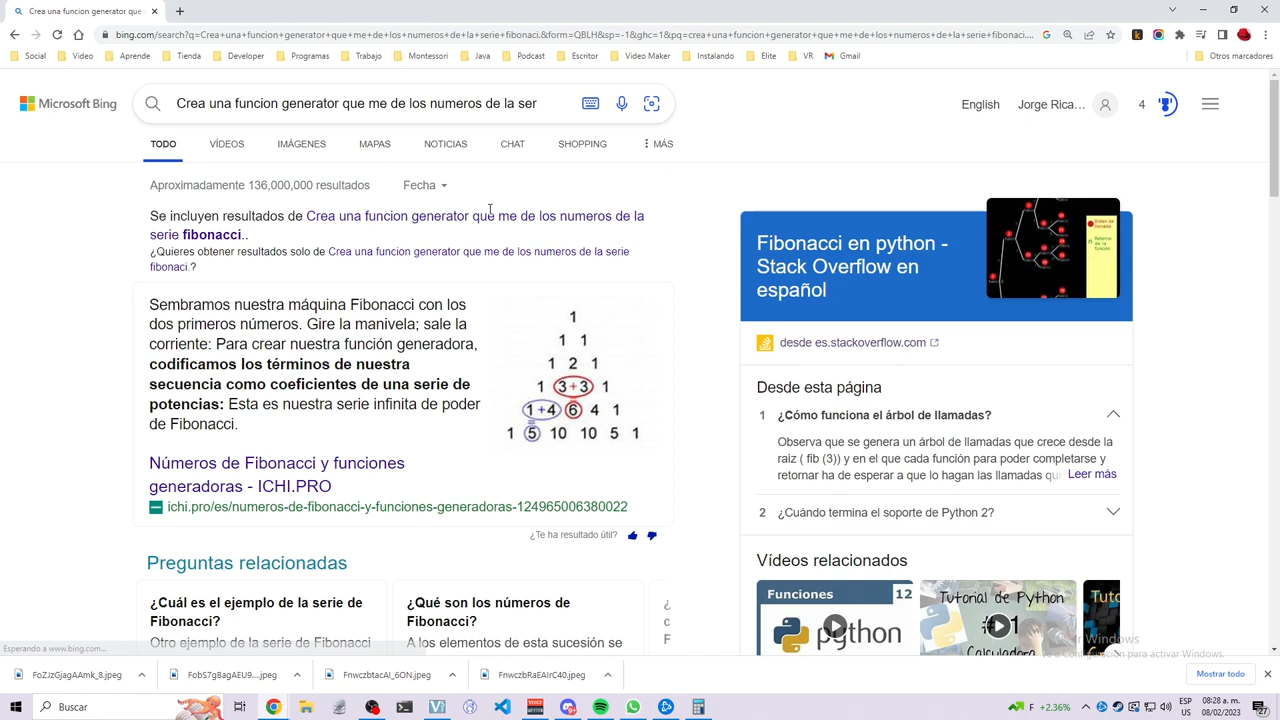 Crea una funcion generator que
bing.com/search?q=Crea+una+funcion+generator+que+me+de+los+numeros+de+la+serie+fibonaci.&form=QBLH&sp=-1&ghc=1&pq=crea+una+funcion+generator+que+me+de+los+numeros+de+la+serie+fibonaci....
Social Video Aprende Tienda Developer Programas Trabajo Montessori Java Podcast Escritor Video Maker Instalando Elite VR Gmail Otros marcadores
Microsoft Bing
Crea una funcion generator que me de los numeros de la ser
English Jorge Rica... 4
TODO VÍDEOS IMÁGENES MAPAS NOTICIAS CHAT SHOPPING MÁS
Aproximadamente 136,000,000 resultados Fecha
Se incluyen resultados de Crea una funcion generator que me de los numeros de la
serie fibonacci..
¿Quieres obtener resultados solo de Crea una funcion generator que me de los numeros de la serie
fibonaci.?
Sembramos nuestra máquina Fibonacci con los
dos primeros números. Gire la manivela; sale la
corriente: Para crear nuestra función generadora,
codificamos los términos de nuestra
secuencia como coeficientes de una serie de
potencias: Esta es nuestra serie infinita de poder
de Fibonacci.
1
1 1
1 2 1
1 3+3 1
1+4 6 4 1
1 5 10 10 5 1
Números de Fibonacci y funciones
generadoras - ICHI.PRO
ichi.pro/es/numeros-de-fibonacci-y-funciones-generadoras-124965006380022
¿Te ha resultado útil?
Preguntas relacionadas
¿Cuál es el ejemplo de la serie de
Fibonacci?
Otro ejemplo de la serie de Fibonacci
¿Qué son los números de
Fibonacci?
A los elementos de esta sucesión se
Fibonacci en python -
Stack Overflow en
español
desde es.stackoverflow.com
Desde esta página
1 ¿Cómo funciona el árbol de llamadas?
Observa que se genera un árbol de llamadas que crece desde la
raiz ( fib (3)) y en el que cada función para poder completarse y
retornar ha de esperar a que lo hagan las llamadas qu Leer más
2 ¿Cuándo termina el soporte de Python 2?
Vídeos relacionados
Funciones 12
python
Tutorial de Python
#1
Calculadora
Windows
Ve a Configuración para activar Windows.
Esperando a www.bing.com...
FoZJzGjagAAmk_8.jpeg FobS7gBagAEU9....jpeg FnwczbtacAI_6ON.jpeg FnwczbRaEAIrC40.jpeg Mostrar todo
Buscar
F +2.36%
ESP
US
08:28 a. m.
08/02/2023
27